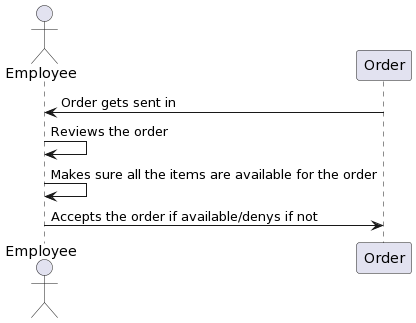 Employee
Order
Order gets sent in
Reviews the order
Makes sure all the items are available for the order
Accepts the order if available/denys if not
Employee
Order